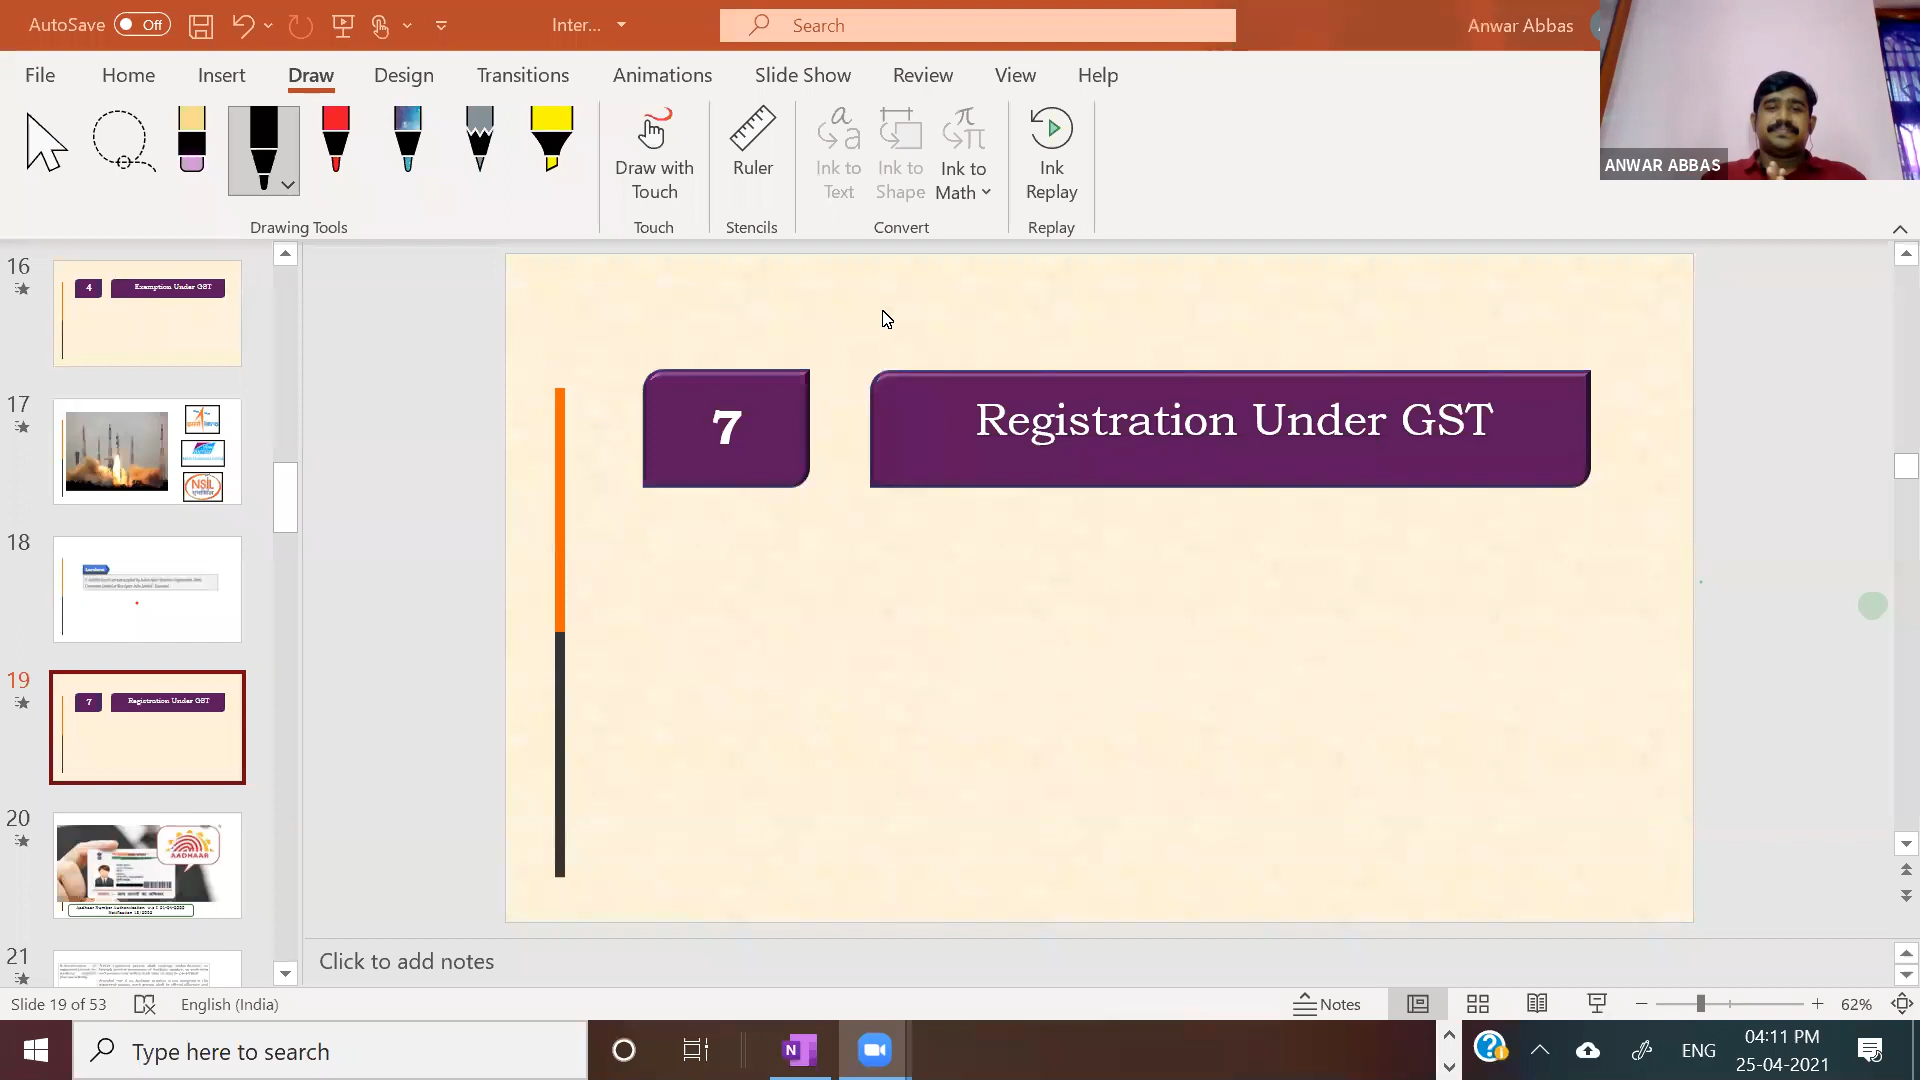 AutoSave Off Inter... Search Anwar Abbas
File Home Insert Draw Design Transitions Animations Slide Show Review View Help
Draw with Touch
Ruler
Ink to Text
Ink to Shape
Ink to Math
Ink Replay
Drawing Tools Touch Stencils Convert Replay
ANWAR ABBAS
16
4 Exemption Under GST
17
NSIL
18
19
7 Registration Under GST
20
AADHAAR
21
7
Registration Under GST
Click to add notes
Slide 19 of 53 English (India) Notes 62%
Type here to search
N
ENG
04:11 PM
25-04-2021